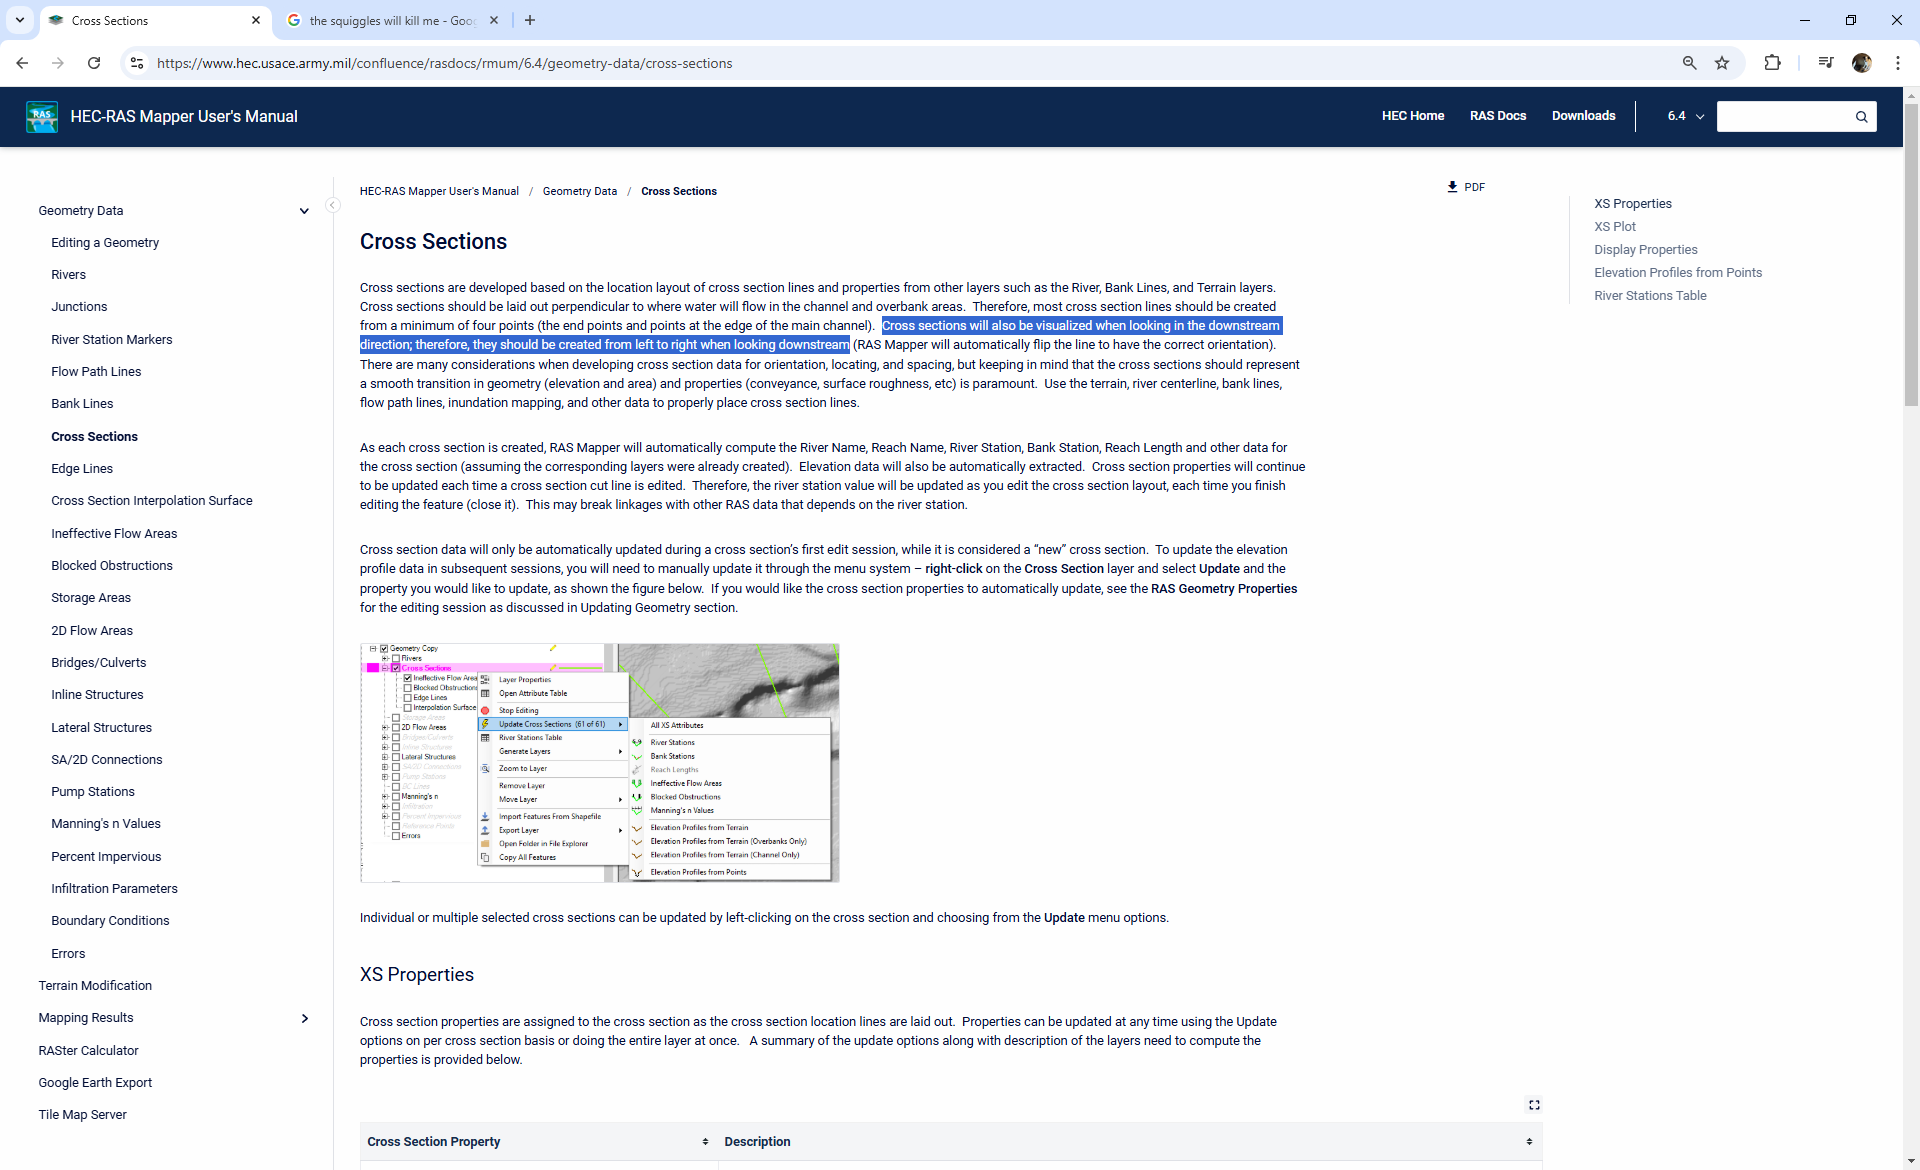 Cross Sections
the squiggles will kill me - Goo
https://www.hec.usace.army.mil/confluence/rasdocs/rmum/6.4/geometry-data/cross-sections
RAS
HEC-RAS Mapper User's Manual
HEC Home
RAS Docs
Downloads
6.4
Geometry Data
Editing a Geometry
Rivers
Junctions
River Station Markers
Flow Path Lines
Bank Lines
Cross Sections
Edge Lines
Cross Section Interpolation Surface
Ineffective Flow Areas
Blocked Obstructions
Storage Areas
2D Flow Areas
Bridges/Culverts
Inline Structures
Lateral Structures
SA/2D Connections
Pump Stations
Manning's n Values
Percent Impervious
Infiltration Parameters
Boundary Conditions
Errors
Terrain Modification
Mapping Results
RASter Calculator
Google Earth Export
Tile Map Server
HEC-RAS Mapper User's Manual / Geometry Data / Cross Sections
PDF
Cross Sections
Cross sections are developed based on the location layout of cross section lines and properties from other layers such as the River, Bank Lines, and Terrain layers.
Cross sections should be laid out perpendicular to where water will flow in the channel and overbank areas. Therefore, most cross section lines should be created
from a minimum of four points (the end points and points at the edge of the main channel). Cross sections will also be visualized when looking in the downstream
direction; therefore, they should be created from left to right when looking downstream (RAS Mapper will automatically flip the line to have the correct orientation).
There are many considerations when developing cross section data for orientation, locating, and spacing, but keeping in mind that the cross sections should represent
a smooth transition in geometry (elevation and area) and properties (conveyance, surface roughness, etc) is paramount. Use the terrain, river centerline, bank lines,
flow path lines, inundation mapping, and other data to properly place cross section lines.
As each cross section is created, RAS Mapper will automatically compute the River Name, Reach Name, River Station, Bank Station, Reach Length and other data for
the cross section (assuming the corresponding layers were already created). Elevation data will also be automatically extracted. Cross section properties will continue
to be updated each time a cross section cut line is edited. Therefore, the river station value will be updated as you edit the cross section layout, each time you finish
editing the feature (close it). This may break linkages with other RAS data that depends on the river station.
Cross section data will only be automatically updated during a cross section’s first edit session, while it is considered a “new” cross section. To update the elevation
profile data in subsequent sessions, you will need to manually update it through the menu system – right-click on the Cross Section layer and select Update and the
property you would like to update, as shown the figure below. If you would like the cross section properties to automatically update, see the RAS Geometry Properties
for the editing session as discussed in Updating Geometry section.
Geometry Copy
Rivers
Cross Sections
Ineffective Flow Area
Blocked Obstructions
Edge Lines
Interpolation Surface
Storage Areas
2D Flow Areas
Bridges/Culverts
Inline Structures
Lateral Structures
SA/2D Connections
Pump Stations
BC Lines
Manning's n
Infiltration
Percent Impervious
Reference Points
Errors
Layer Properties
Open Attribute Table
Stop Editing
Update Cross Sections (61 of 61)
River Stations Table
Generate Layers
Zoom to Layer
Remove Layer
Move Layer
Import Features From Shapefile
Export Layer
Open Folder in File Explorer
Copy All Features
All XS Attributes
River Stations
Bank Stations
Reach Lengths
Ineffective Flow Areas
Blocked Obstructions
Manning's n Values
Elevation Profiles from Terrain
Elevation Profiles from Terrain (Overbanks Only)
Elevation Profiles from Terrain (Channel Only)
Elevation Profiles from Points
Individual or multiple selected cross sections can be updated by left-clicking on the cross section and choosing from the Update menu options.
XS Properties
Cross section properties are assigned to the cross section as the cross section location lines are laid out. Properties can be updated at any time using the Update
options on per cross section basis or doing the entire layer at once. A summary of the update options along with description of the layers need to compute the
properties is provided below.
Cross Section Property
Description
XS Properties
XS Plot
Display Properties
Elevation Profiles from Points
River Stations Table